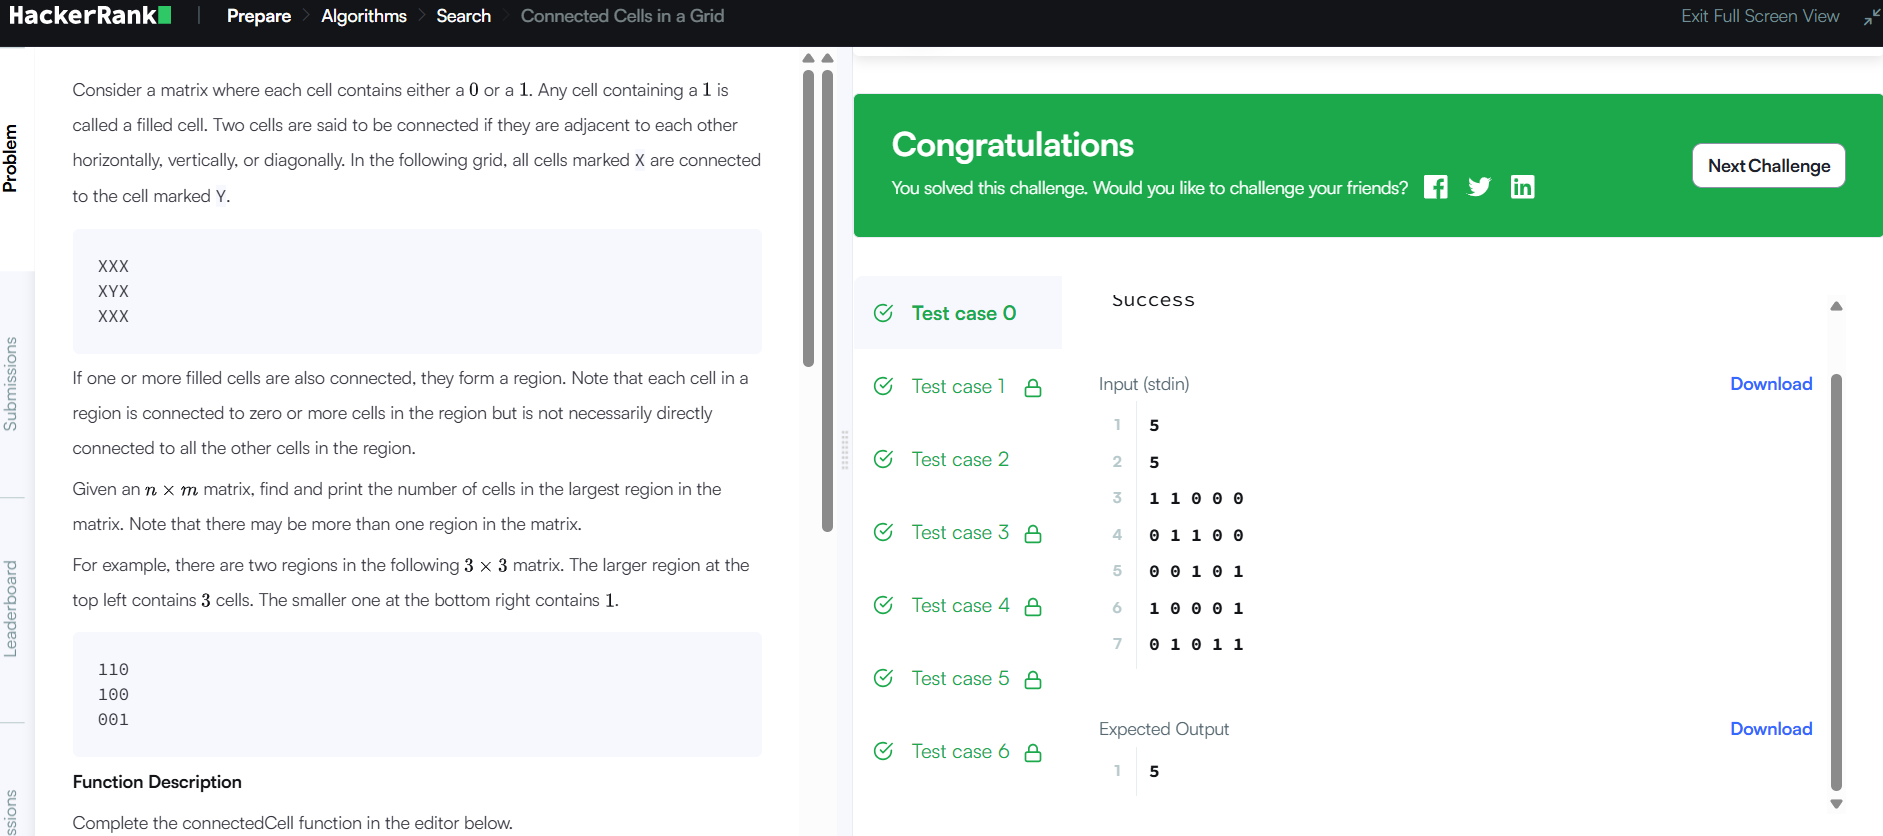 HackerRank
Prepare
Algorithms
Search
Connected Cells in a Grid
Exit Full Screen View
Problem
Submissions
Leaderboard
ssions
Consider a matrix where each cell contains either a 0 or a 1. Any cell containing a 1 is
called a filled cell. Two cells are said to be connected if they are adjacent to each other
horizontally, vertically, or diagonally. In the following grid, all cells marked X are connected
to the cell marked Y.
XXX
XYX
XXX
If one or more filled cells are also connected, they form a region. Note that each cell in a
region is connected to zero or more cells in the region but is not necessarily directly
connected to all the other cells in the region.
Given an n × m matrix, find and print the number of cells in the largest region in the
matrix. Note that there may be more than one region in the matrix.
For example, there are two regions in the following 3 × 3 matrix. The larger region at the
top left contains 3 cells. The smaller one at the bottom right contains 1.
110
100
001
Function Description
Complete the connectedCell function in the editor below.
Congratulations
You solved this challenge. Would you like to challenge your friends?
Next Challenge
Test case 0
Test case 1
Test case 2
Test case 3
Test case 4
Test case 5
Test case 6
Success
Input (stdin)
Download
1 5
2 5
3 1 1 0 0 0
4 0 1 1 0 0
5 0 0 1 0 1
6 1 0 0 0 1
7 0 1 0 1 1
Expected Output
Download
1 5